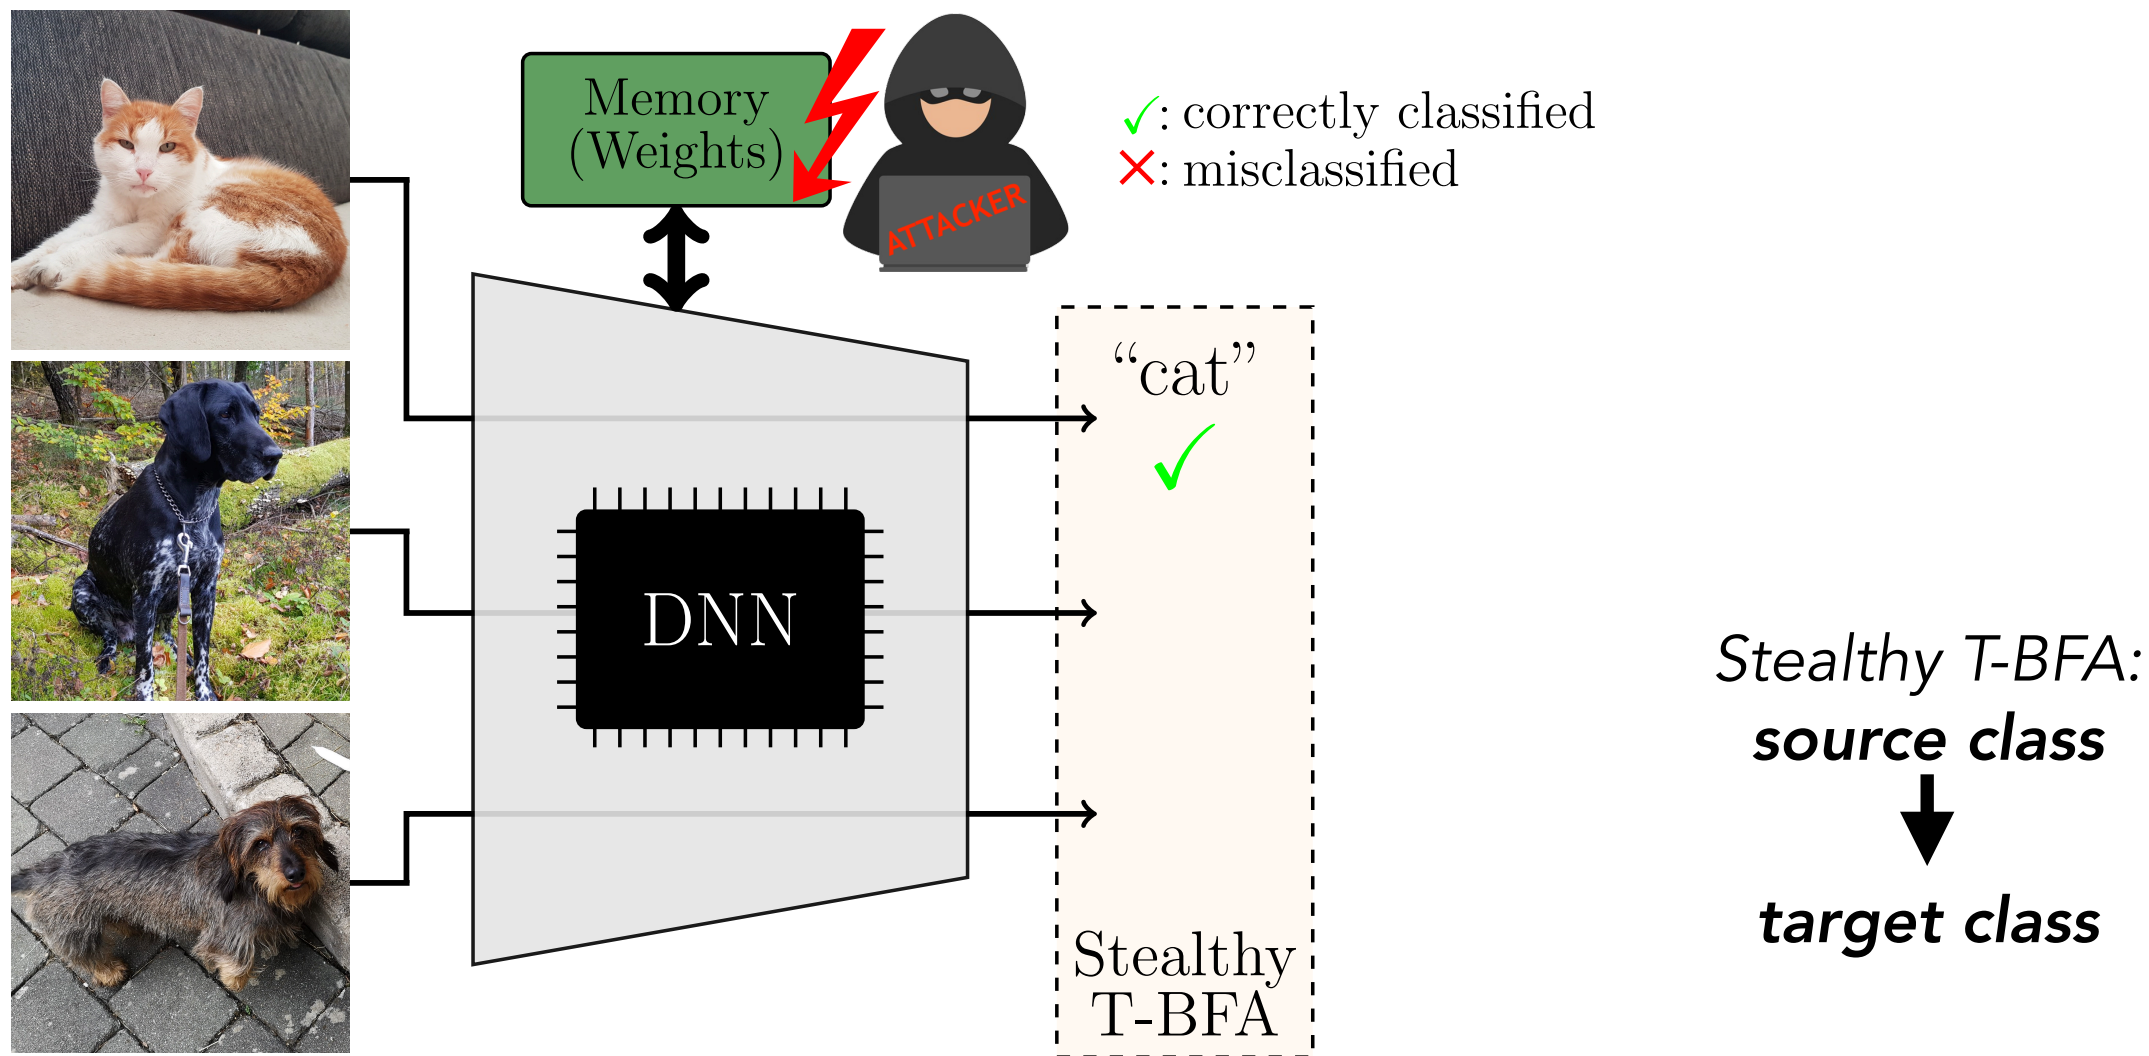 Memory
(Weights)
ATTACKER
✓: correctly classified
✕: misclassified
“cat”
✓
DNN
Stealthy
T-BFA
Stealthy T-BFA:
source class
target class